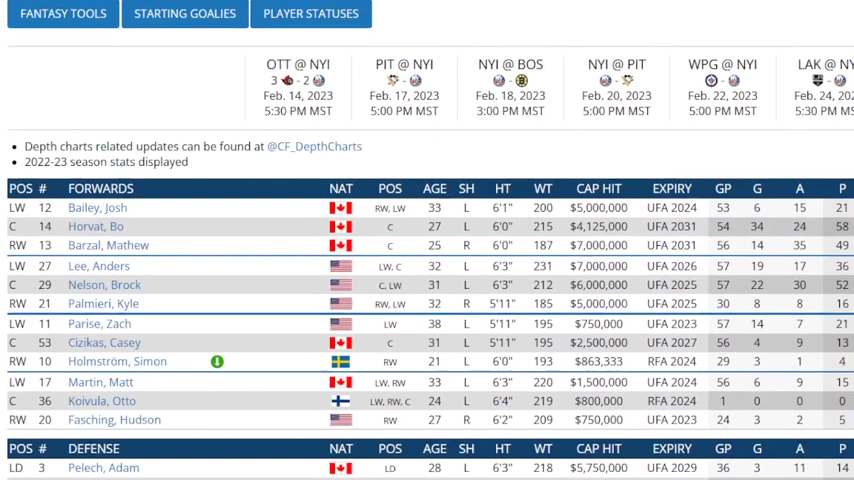 FANTASY TOOLS STARTING GOALIES PLAYER STATUSES
OTT @ NYI PIT @ NYI NYI @ BOS NYI @ PIT WPG @ NYI LAK @ NY
3 - 2 - - - - -
Feb. 14, 2023 Feb. 17, 2023 Feb. 18, 2023 Feb. 20, 2023 Feb. 22, 2023 Feb. 24, 202
5:30 PM MST 5:00 PM MST 3:00 PM MST 5:00 PM MST 5:00 PM MST 5:30 PM MS
• Depth charts related updates can be found at @CF_DepthCharts
• 2022-23 season stats displayed
POS # FORWARDS NAT POS AGE SH HT WT CAP HIT EXPIRY GP G A P
LW 12 Bailey, Josh RW, LW 33 L 6'1" 200 $5,000,000 UFA 2024 53 6 15 21
C 14 Horvat, Bo C 27 L 6'0" 215 $4,125,000 UFA 2031 54 34 24 58
RW 13 Barzal, Mathew C 25 R 6'0" 187 $7,000,000 UFA 2031 56 14 35 49
LW 27 Lee, Anders LW, C 32 L 6'3" 231 $7,000,000 UFA 2026 57 19 17 36
C 29 Nelson, Brock C, LW 31 L 6'3" 212 $6,000,000 UFA 2025 57 22 30 52
RW 21 Palmieri, Kyle RW, LW 32 R 5'11" 185 $5,000,000 UFA 2025 30 8 8 16
LW 11 Parise, Zach LW 38 L 5'11" 195 $750,000 UFA 2023 57 14 7 21
C 53 Cizikas, Casey C 31 L 5'11" 195 $2,500,000 UFA 2027 56 4 9 13
RW 10 Holmström, Simon RW 21 L 6'0" 193 $863,333 RFA 2024 29 3 1 4
LW 17 Martin, Matt LW, RW 33 L 6'3" 220 $1,500,000 UFA 2024 56 6 9 15
C 36 Koivula, Otto LW, RW, C 24 L 6'4" 219 $800,000 RFA 2024 1 0 0 0
RW 20 Fasching, Hudson RW 27 R 6'2" 209 $750,000 UFA 2023 24 3 2 5
POS # DEFENSE NAT POS AGE SH HT WT CAP HIT EXPIRY GP G A P
LD 3 Pelech, Adam LD 28 L 6'3" 218 $5,750,000 UFA 2029 36 3 11 14